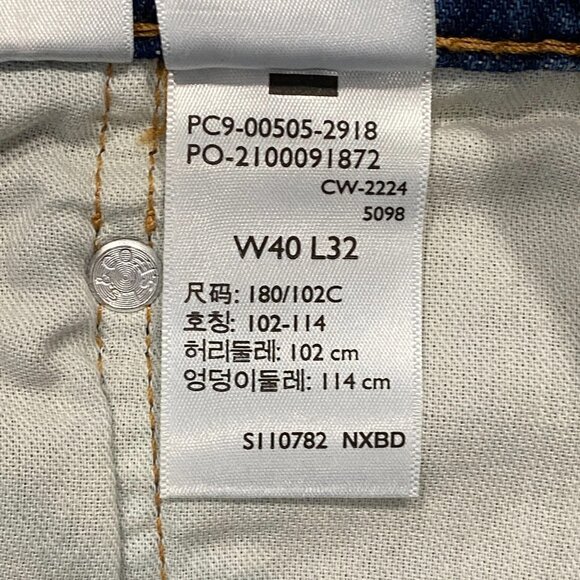 PC9-00505-2918
PO-2100091872
CW-2224
5098
W40 L32
尺码: 180/102C
호칭: 102-114
허리둘레: 102 cm
엉덩이둘레: 114 cm
S110782 NXBD